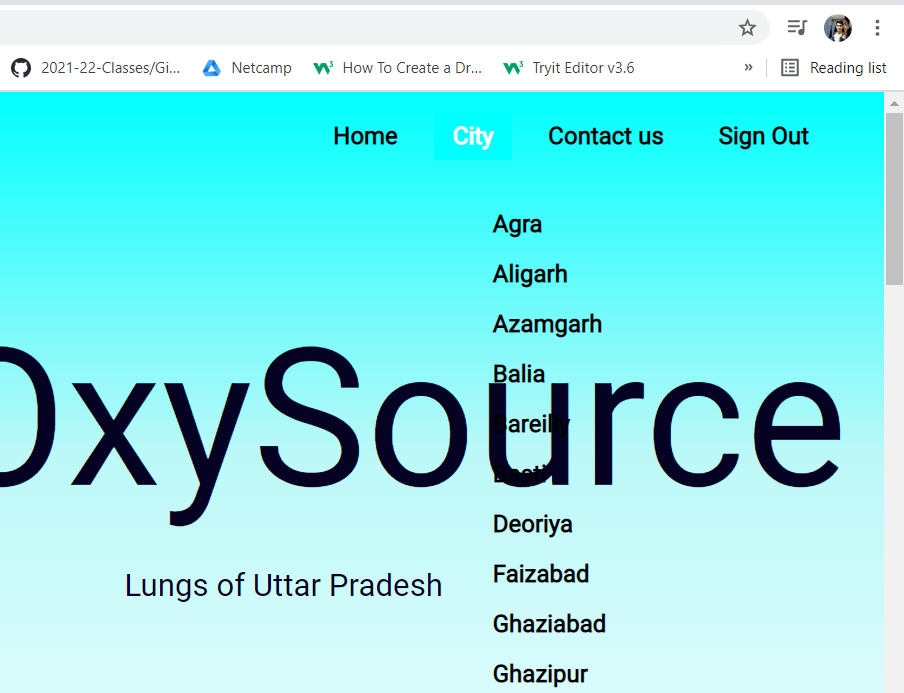 2021-22-Classes/Gi... Netcamp How To Create a Dr... Tryit Editor v3.6 » Reading list
Home City Contact us Sign Out
Agra
Aligarh
Azamgarh
Balia
OxySource
Bareilly
Basti
Deoriya
Lungs of Uttar Pradesh
Faizabad
Ghaziabad
Ghazipur